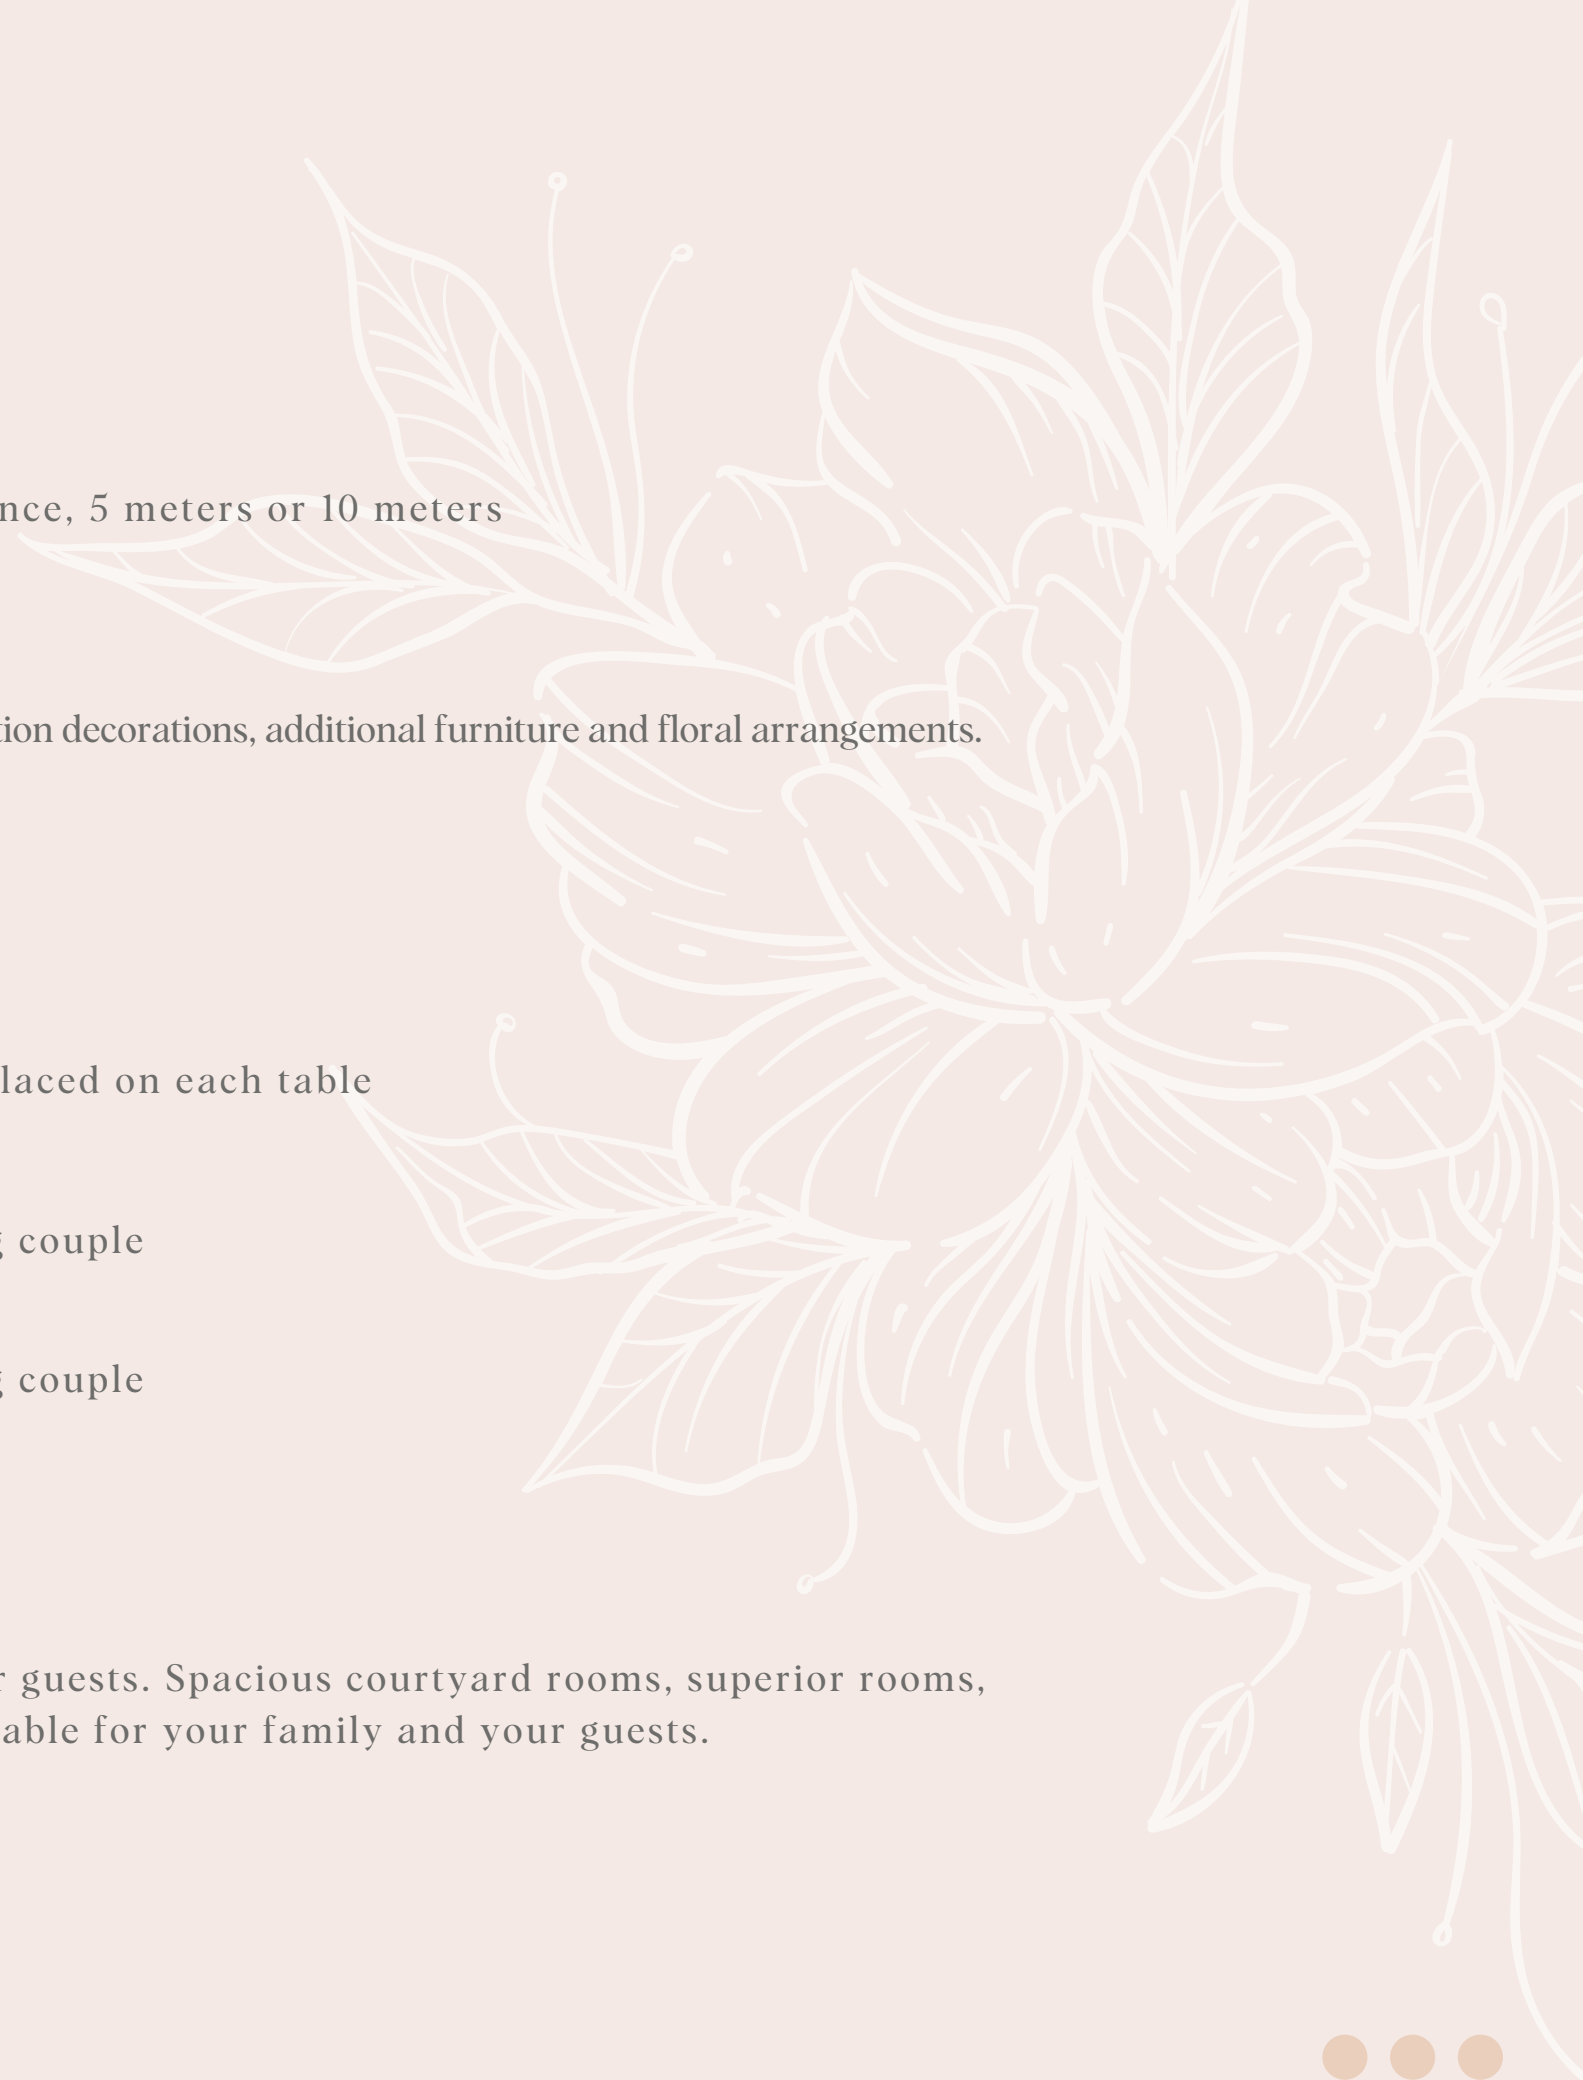 nce, 5 meters or 10 meters
tion decorations, additional furniture and floral arrangements.
laced on each table
g couple
g couple
r guests. Spacious courtyard rooms, superior rooms,
able for your family and your guests.